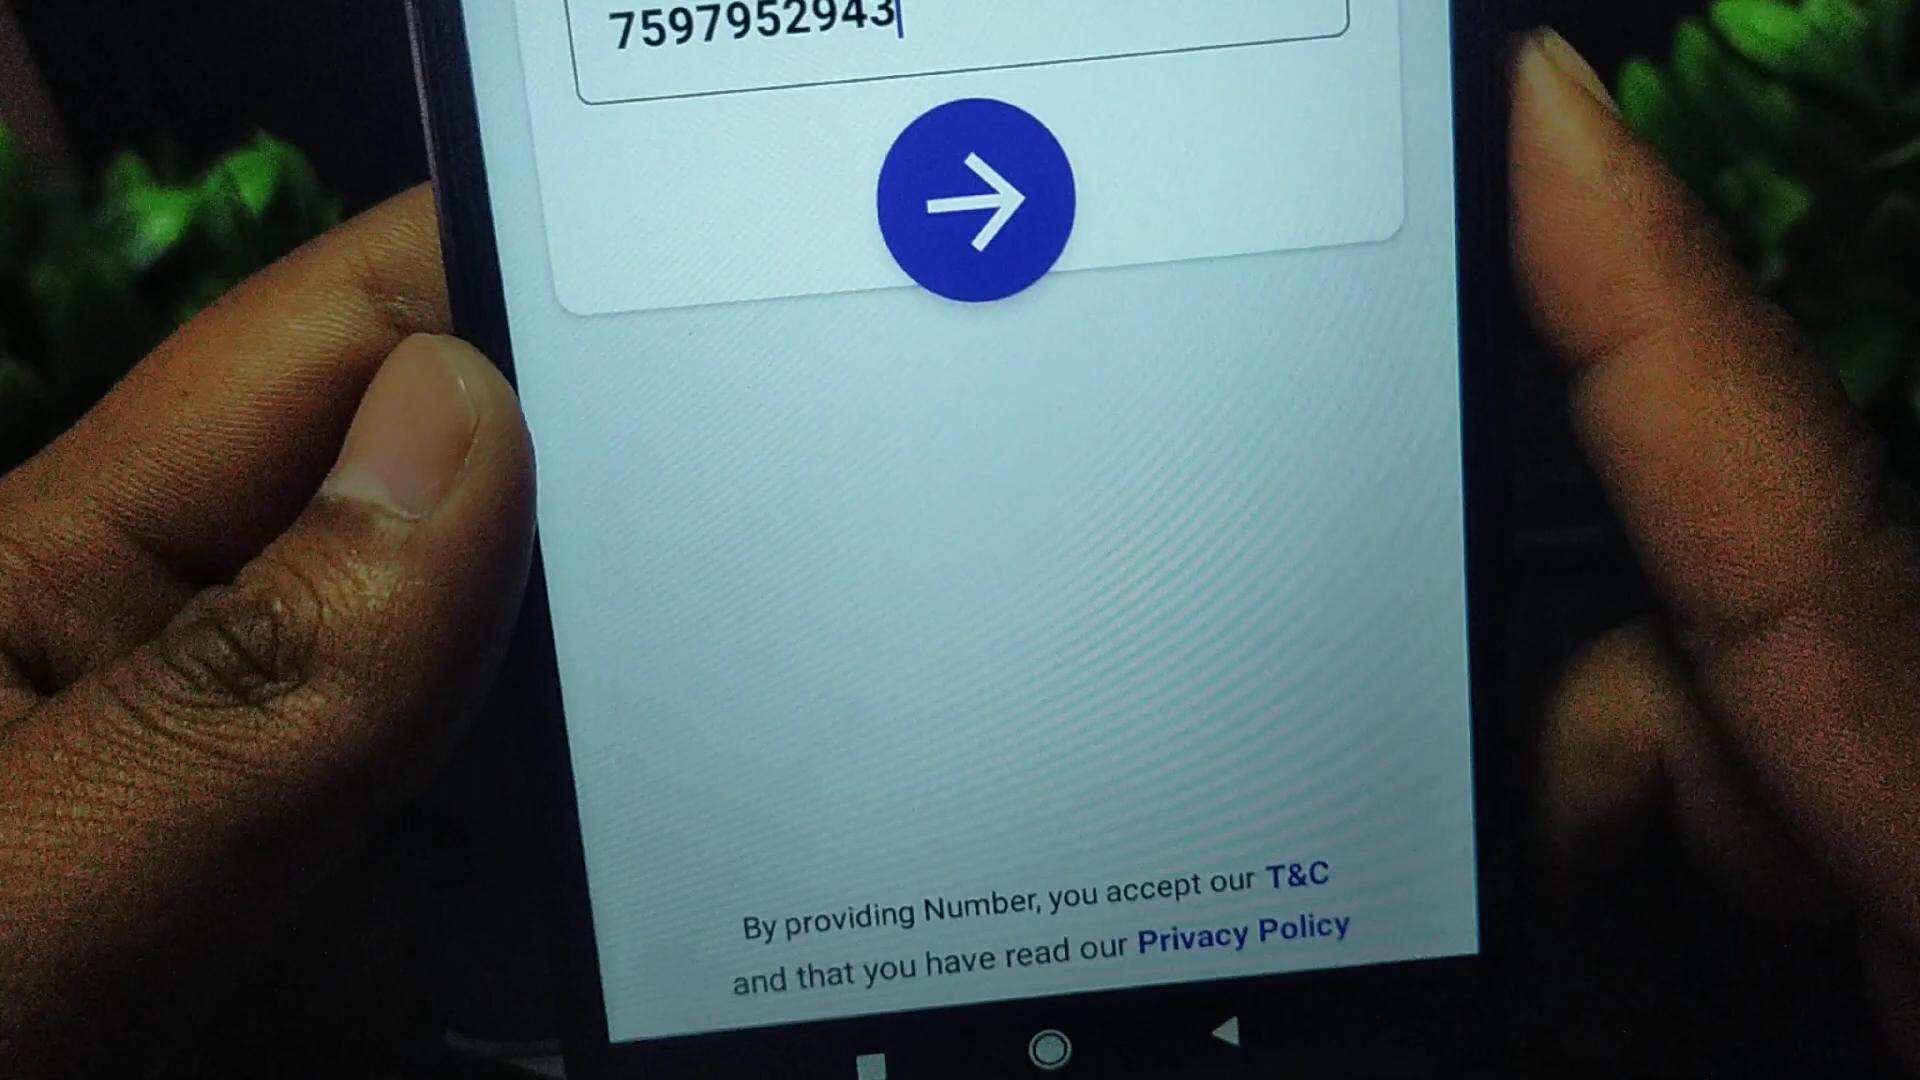 7597952943
By providing Number, you accept our T&C
and that you have read our Privacy Policy